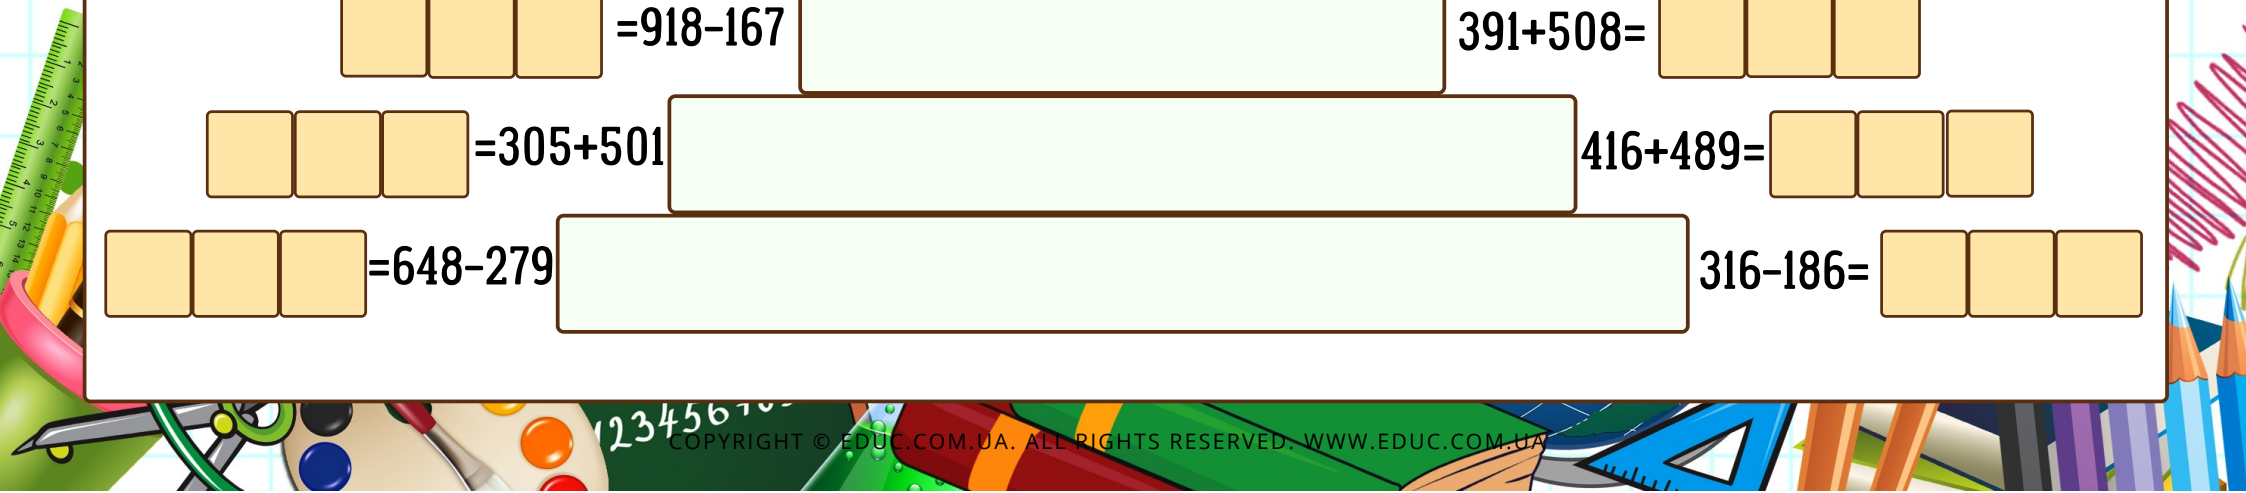 =918-167 391+508=
=305+501 416+489=
=648-279 316-186=
123456
COPYRIGHT © EDUC.COM.UA. ALL RIGHTS RESERVED. WWW.EDUC.COM.UA